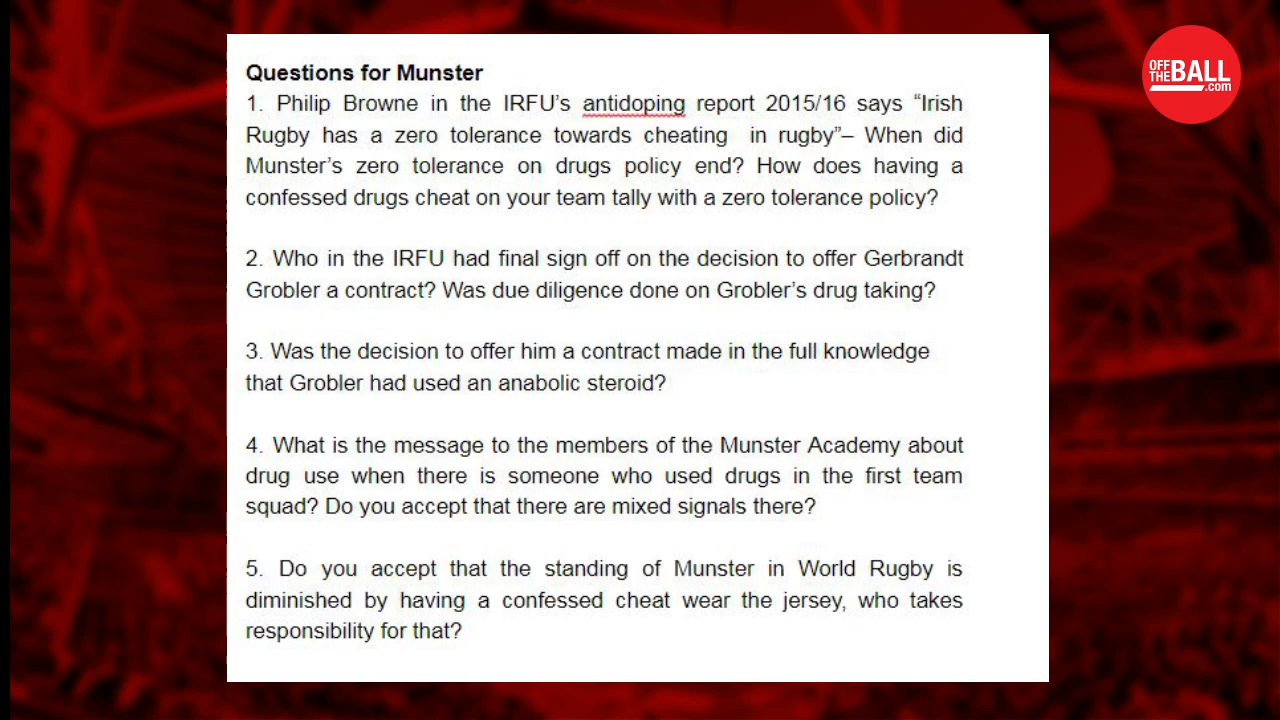 Questions for Munster
1. Philip Browne in the IRFU’s antidoping report 2015/16 says “Irish
Rugby has a zero tolerance towards cheating  in rugby”– When did
Munster’s zero tolerance on drugs policy end? How does having a
confessed drugs cheat on your team tally with a zero tolerance policy?
2. Who in the IRFU had final sign off on the decision to offer Gerbrandt
Grobler a contract? Was due diligence done on Grobler’s drug taking?
3. Was the decision to offer him a contract made in the full knowledge
that Grobler had used an anabolic steroid?
4. What is the message to the members of the Munster Academy about
drug use when there is someone who used drugs in the first team
squad? Do you accept that there are mixed signals there?
5. Do you accept that the standing of Munster in World Rugby is
diminished by having a confessed cheat wear the jersey, who takes
responsibility for that?
OFF
THE BALL
.com